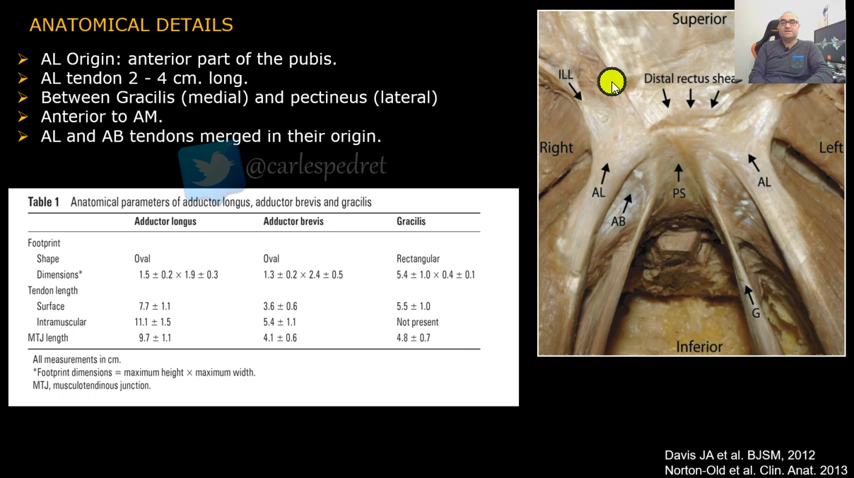 ANATOMICAL DETAILS
AL Origin: anterior part of the pubis.
AL tendon 2 - 4 cm. long.
Between Gracilis (medial) and pectineus (lateral)
Anterior to AM.
AL and AB tendons merged in their origin.
@carlespedret
Table 1 Anatomical parameters of adductor longus, adductor brevis and gracilis
Adductor longus Adductor brevis Gracilis
Footprint
Shape Oval Oval Rectangular
Dimensions* 1.5 ± 0.2 × 1.9 ± 0.3 1.3 ± 0.2 × 2.4 ± 0.5 5.4 ± 1.0 × 0.4 ± 0.1
Tendon length
Surface 7.7 ± 1.1 3.6 ± 0.6 5.5 ± 1.0
Intramuscular 11.1 ± 1.5 5.4 ± 1.1 Not present
MTJ length 9.7 ± 1.1 4.1 ± 0.6 4.8 ± 0.7
All measurements in cm.
*Footprint dimensions = maximum height × maximum width.
MTJ, musculotendinous junction.
Superior
ILL
Distal rectus shea
Right
Left
AL
AB
PS
AL
G
Inferior
Davis JA et al. BJSM, 2012
Norton-Old et al. Clin. Anat. 2013